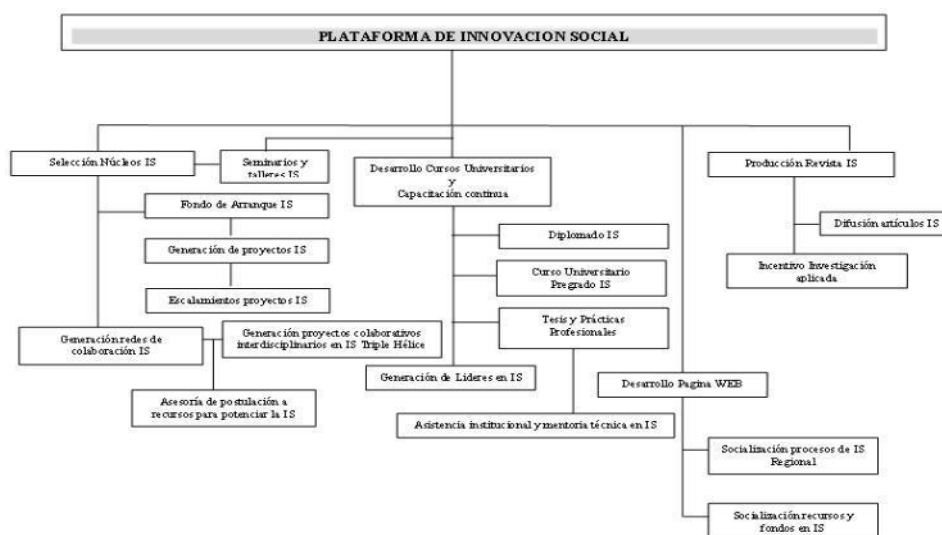 PLATAFORMA DE INNOVACION SOCIAL
Selección Núcleos IS
Seminarios y
talleres IS
Fondo de Arranque IS
Generación de proyectos IS
Escalamientos proyectos IS
Generación redes de
colaboración IS
Generación proyectos colaborativos
interdisciplinarios en IS Triple Hélice
Asesoría de postulación a
recursos para potenciar la IS
Desarrollo Cursos Universitarios
y
Capacitación continua
Diplomado IS
Curso Universitario
Pregrado IS
Tesis y Prácticas
Profesionales
Generación de Lideres en IS
Asistencia institucional y mentoria técnica en IS
Desarrollo Pagina WEB
Socialización procesos de IS
Regional
Socialización recursos y
fondos en IS
Producción Revista IS
Difusión artículos IS
Incentivo Investigación
aplicada